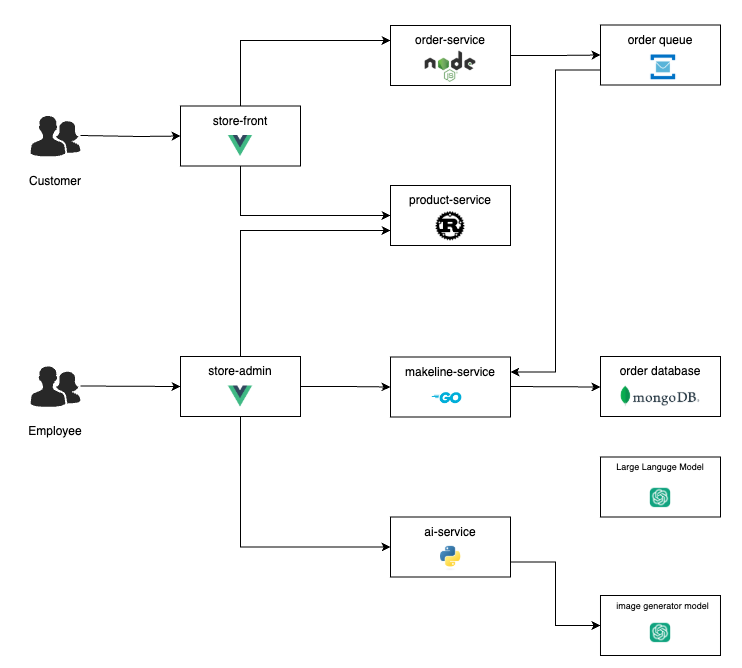 order-service
node
JS
order queue
store-front
Customer
product-service
R
store-admin
Employee
makeline-service
GO
order database
mongoDB.
Large Languge Model
ai-service
image generator model